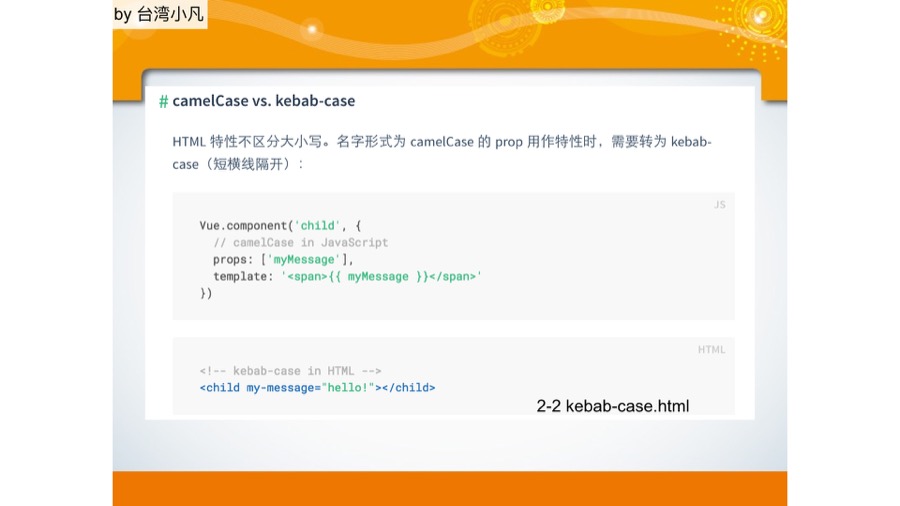 by 台湾小凡
# camelCase vs. kebab-case
HTML 特性不区分大小写。名字形式为 camelCase 的 prop 用作特性时，需要转为 kebab-
case（短横线隔开）：
JS
Vue.component('child', {
  // camelCase in JavaScript
  props: ['myMessage'],
  template: '<span>{{ myMessage }}</span>'
})
HTML
<!-- kebab-case in HTML -->
<child my-message="hello!"></child>
2-2 kebab-case.html